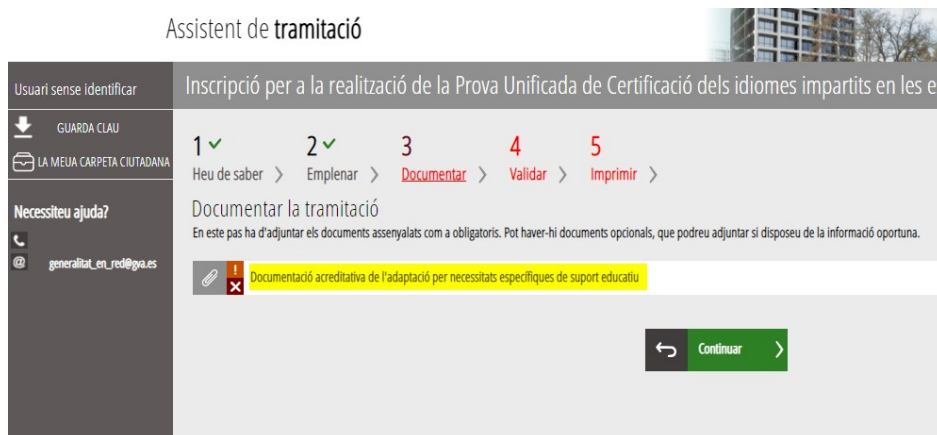 Assistent de tramitació
Usuari sense identificar
GUARDA CLAU
LA MEUA CARPETA CIUTADANA
Necessiteu ajuda?
generalitat_en_red@gva.es
Inscripció per a la realització de la Prova Unificada de Certificació dels idiomes impartits en les e
1 2 3 4 5
Heu de saber Emplenar Documentar Validar Imprimir
Documentar la tramitació
En este pas ha d'adjuntar els documents assenyalats com a obligatoris. Pot haver-hi documents opcionals, que podreu adjuntar si disposeu de la informació oportuna.
Documentació acreditativa de l'adaptació per necessitats específiques de suport educatiu
Continuar